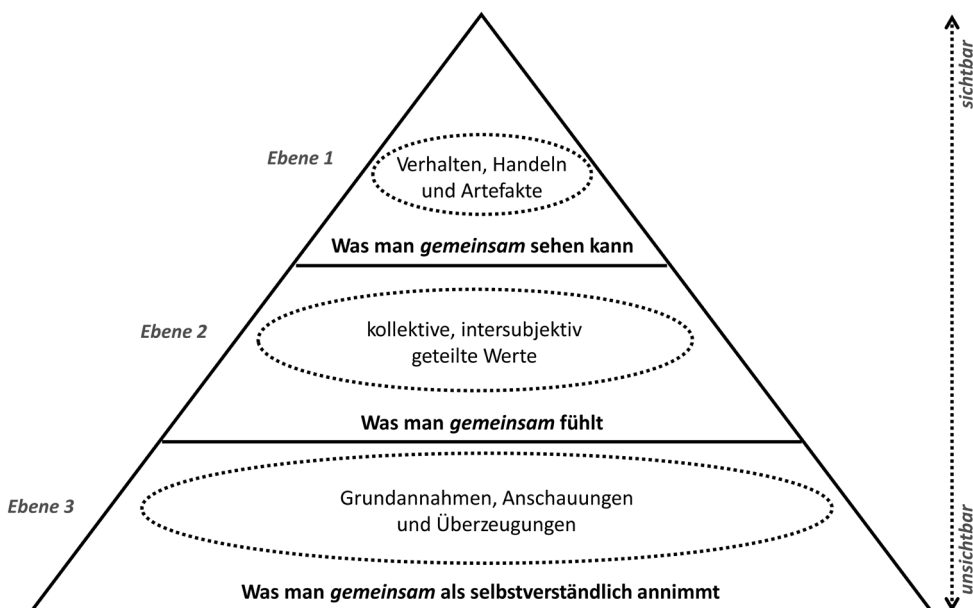 sichtbar
Ebene 1
Verhalten, Handeln
und Artefakte
Was man gemeinsam sehen kann
Ebene 2
kollektive, intersubjektiv
geteilte Werte
Was man gemeinsam fühlt
Ebene 3
Grundannahmen, Anschauungen
und Überzeugungen
unsichtbar
Was man gemeinsam als selbstverständlich annimmt